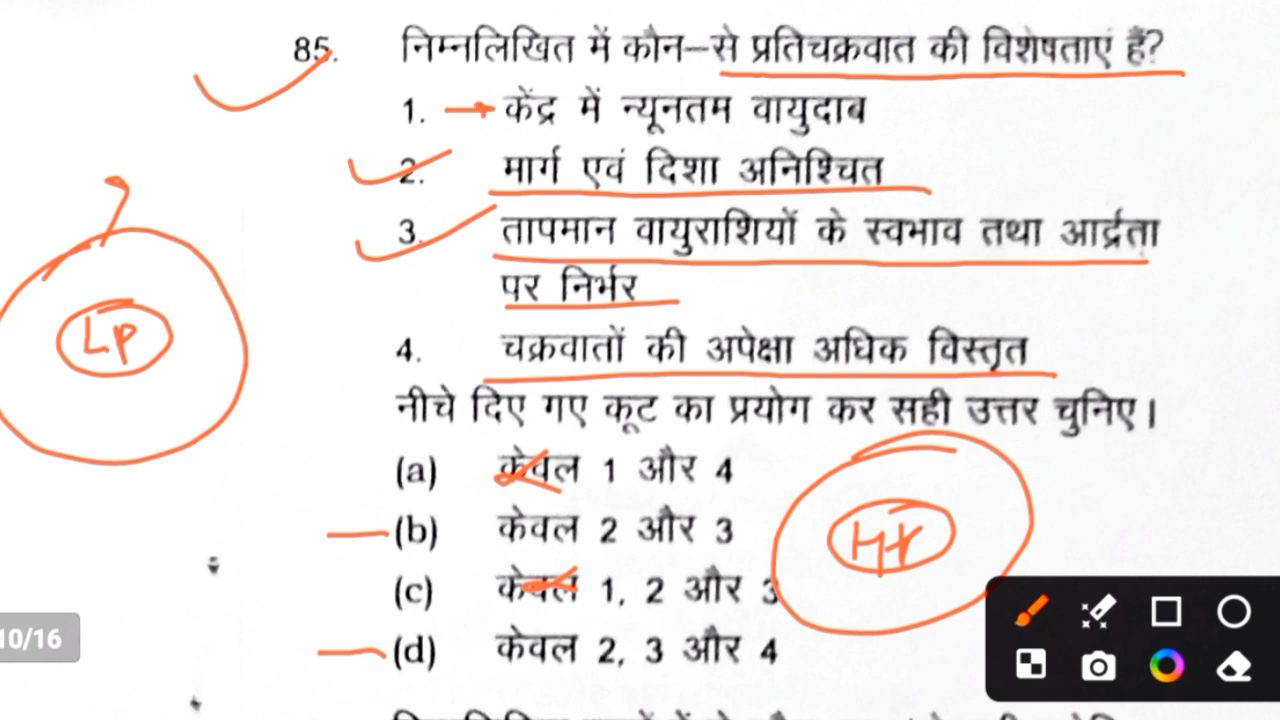 85. निम्नलिखित में कौन–से प्रतिचक्रवात की विशेषताएं हैं?
1. केंद्र में न्यूनतम वायुदाब
2. मार्ग एवं दिशा अनिश्चित
3. तापमान वायुराशियों के स्वभाव तथा आर्द्रता
पर निर्भर
LP
4. चक्रवातों की अपेक्षा अधिक विस्तृत
नीचे दिए गए कूट का प्रयोग कर सही उत्तर चुनिए।
(a) केवल 1 और 4
(b) केवल 2 और 3
(c) केवल 1, 2 और 3
(d) केवल 2, 3 और 4
10/16